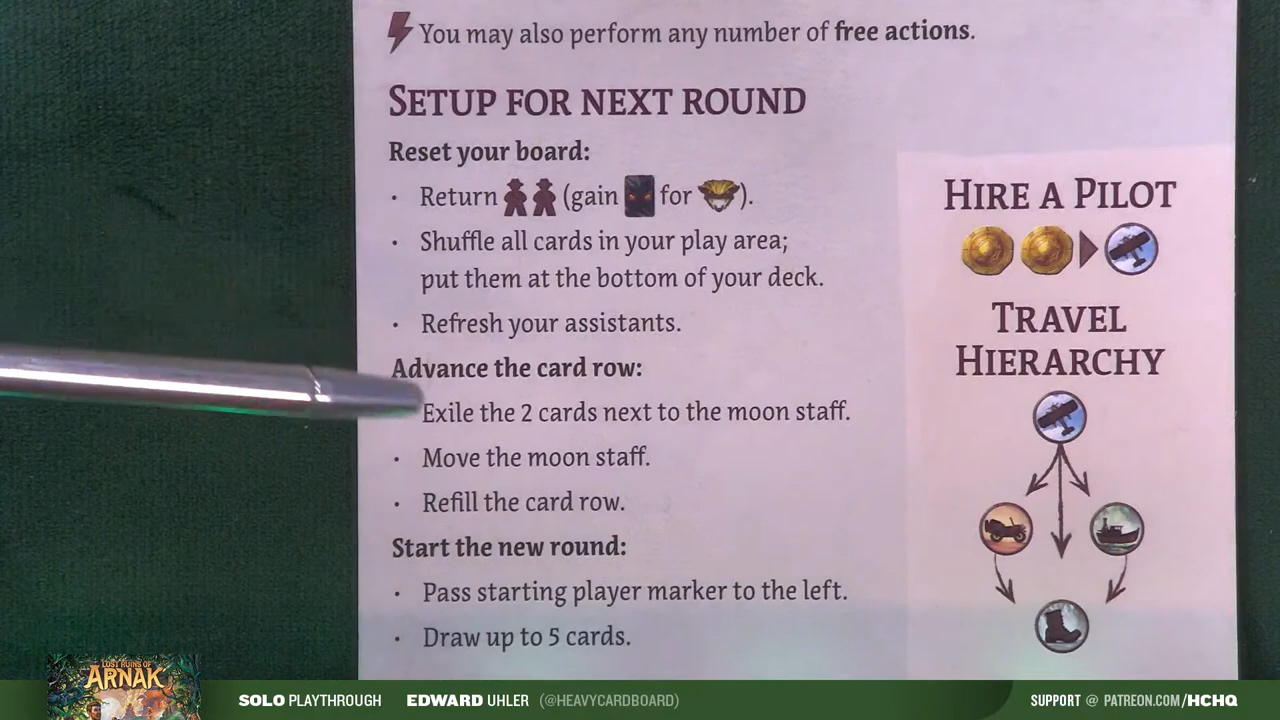 You may also perform any number of free actions.
SETUP FOR NEXT ROUND
Reset your board:
· Return (gain for ).
· Shuffle all cards in your play area;
put them at the bottom of your deck.
· Refresh your assistants.
Advance the card row:
Exile the 2 cards next to the moon staff.
· Move the moon staff.
· Refill the card row.
Start the new round:
· Pass starting player marker to the left.
· Draw up to 5 cards.
HIRE A PILOT
TRAVEL
HIERARCHY
LOST RUINS OF
ARNAK
SOLO PLAYTHROUGH EDWARD UHLER (@HEAVYCARDBOARD)
SUPPORT @ PATREON.COM/HCHQ